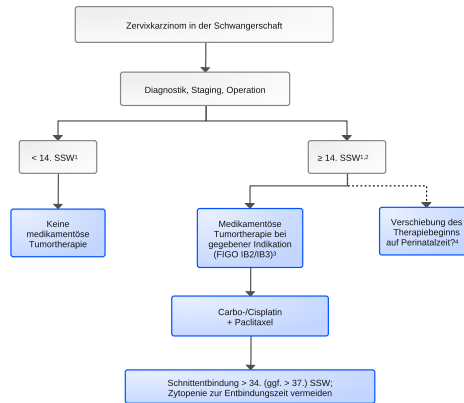 Zervixkarzinom in der Schwangerschaft
Diagnostik, Staging, Operation
< 14. SSW¹
≥ 14. SSW¹,²
Keine
medikamentöse
Tumortherapie
Medikamentöse
Tumortherapie bei
gegebener Indikation
(FIGO IB2/IB3)³
Verschiebung des
Therapiebeginns
auf Perinatalzeit?⁴
Carbo-/Cisplatin
+ Paclitaxel
Schnittentbindung > 34. (ggf. > 37.) SSW;
Zytopenie zur Entbindungszeit vermeiden